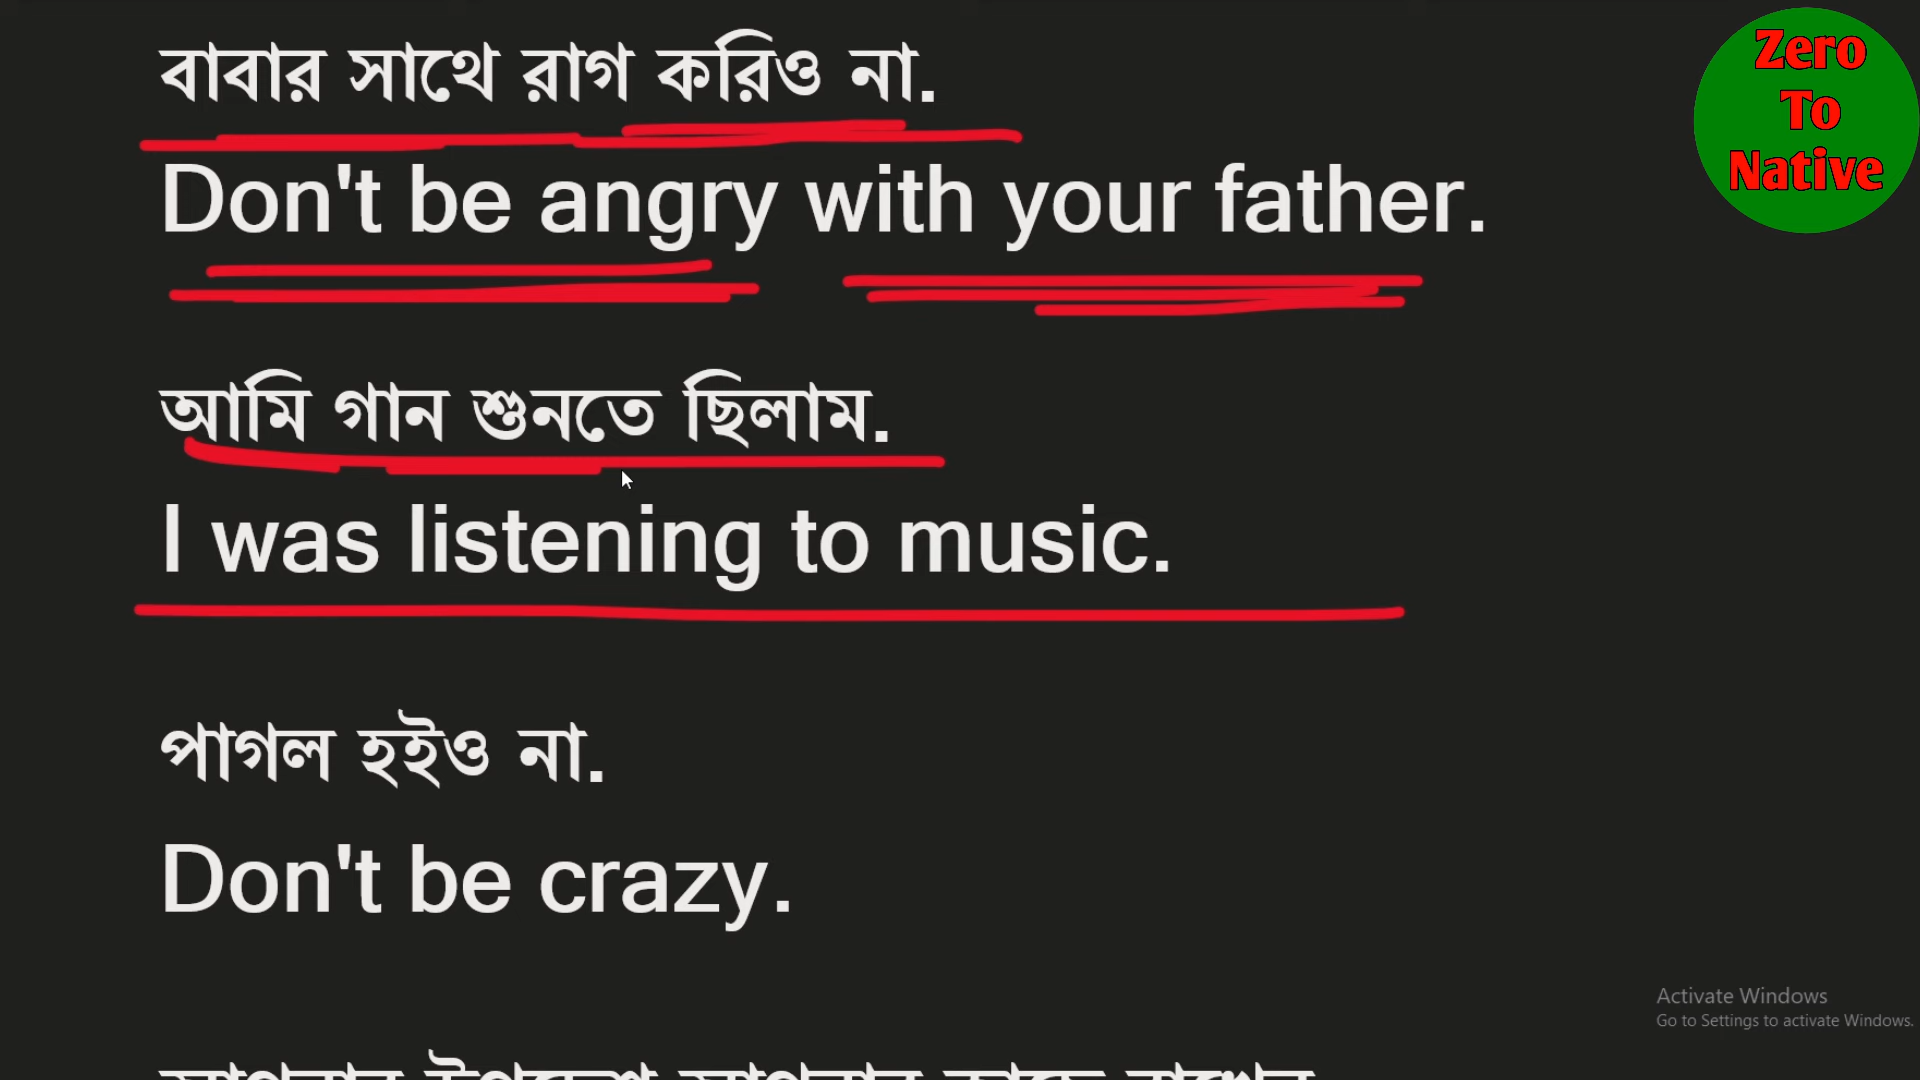 বাবার সাথে রাগ করিও না.
Don't be angry with your father.
আমি গান শুনতে ছিলাম.
I was listening to music.
পাগল হইও না.
Don't be crazy.
Zero
To
Native
Activate Windows
Go to Settings to activate Windows.